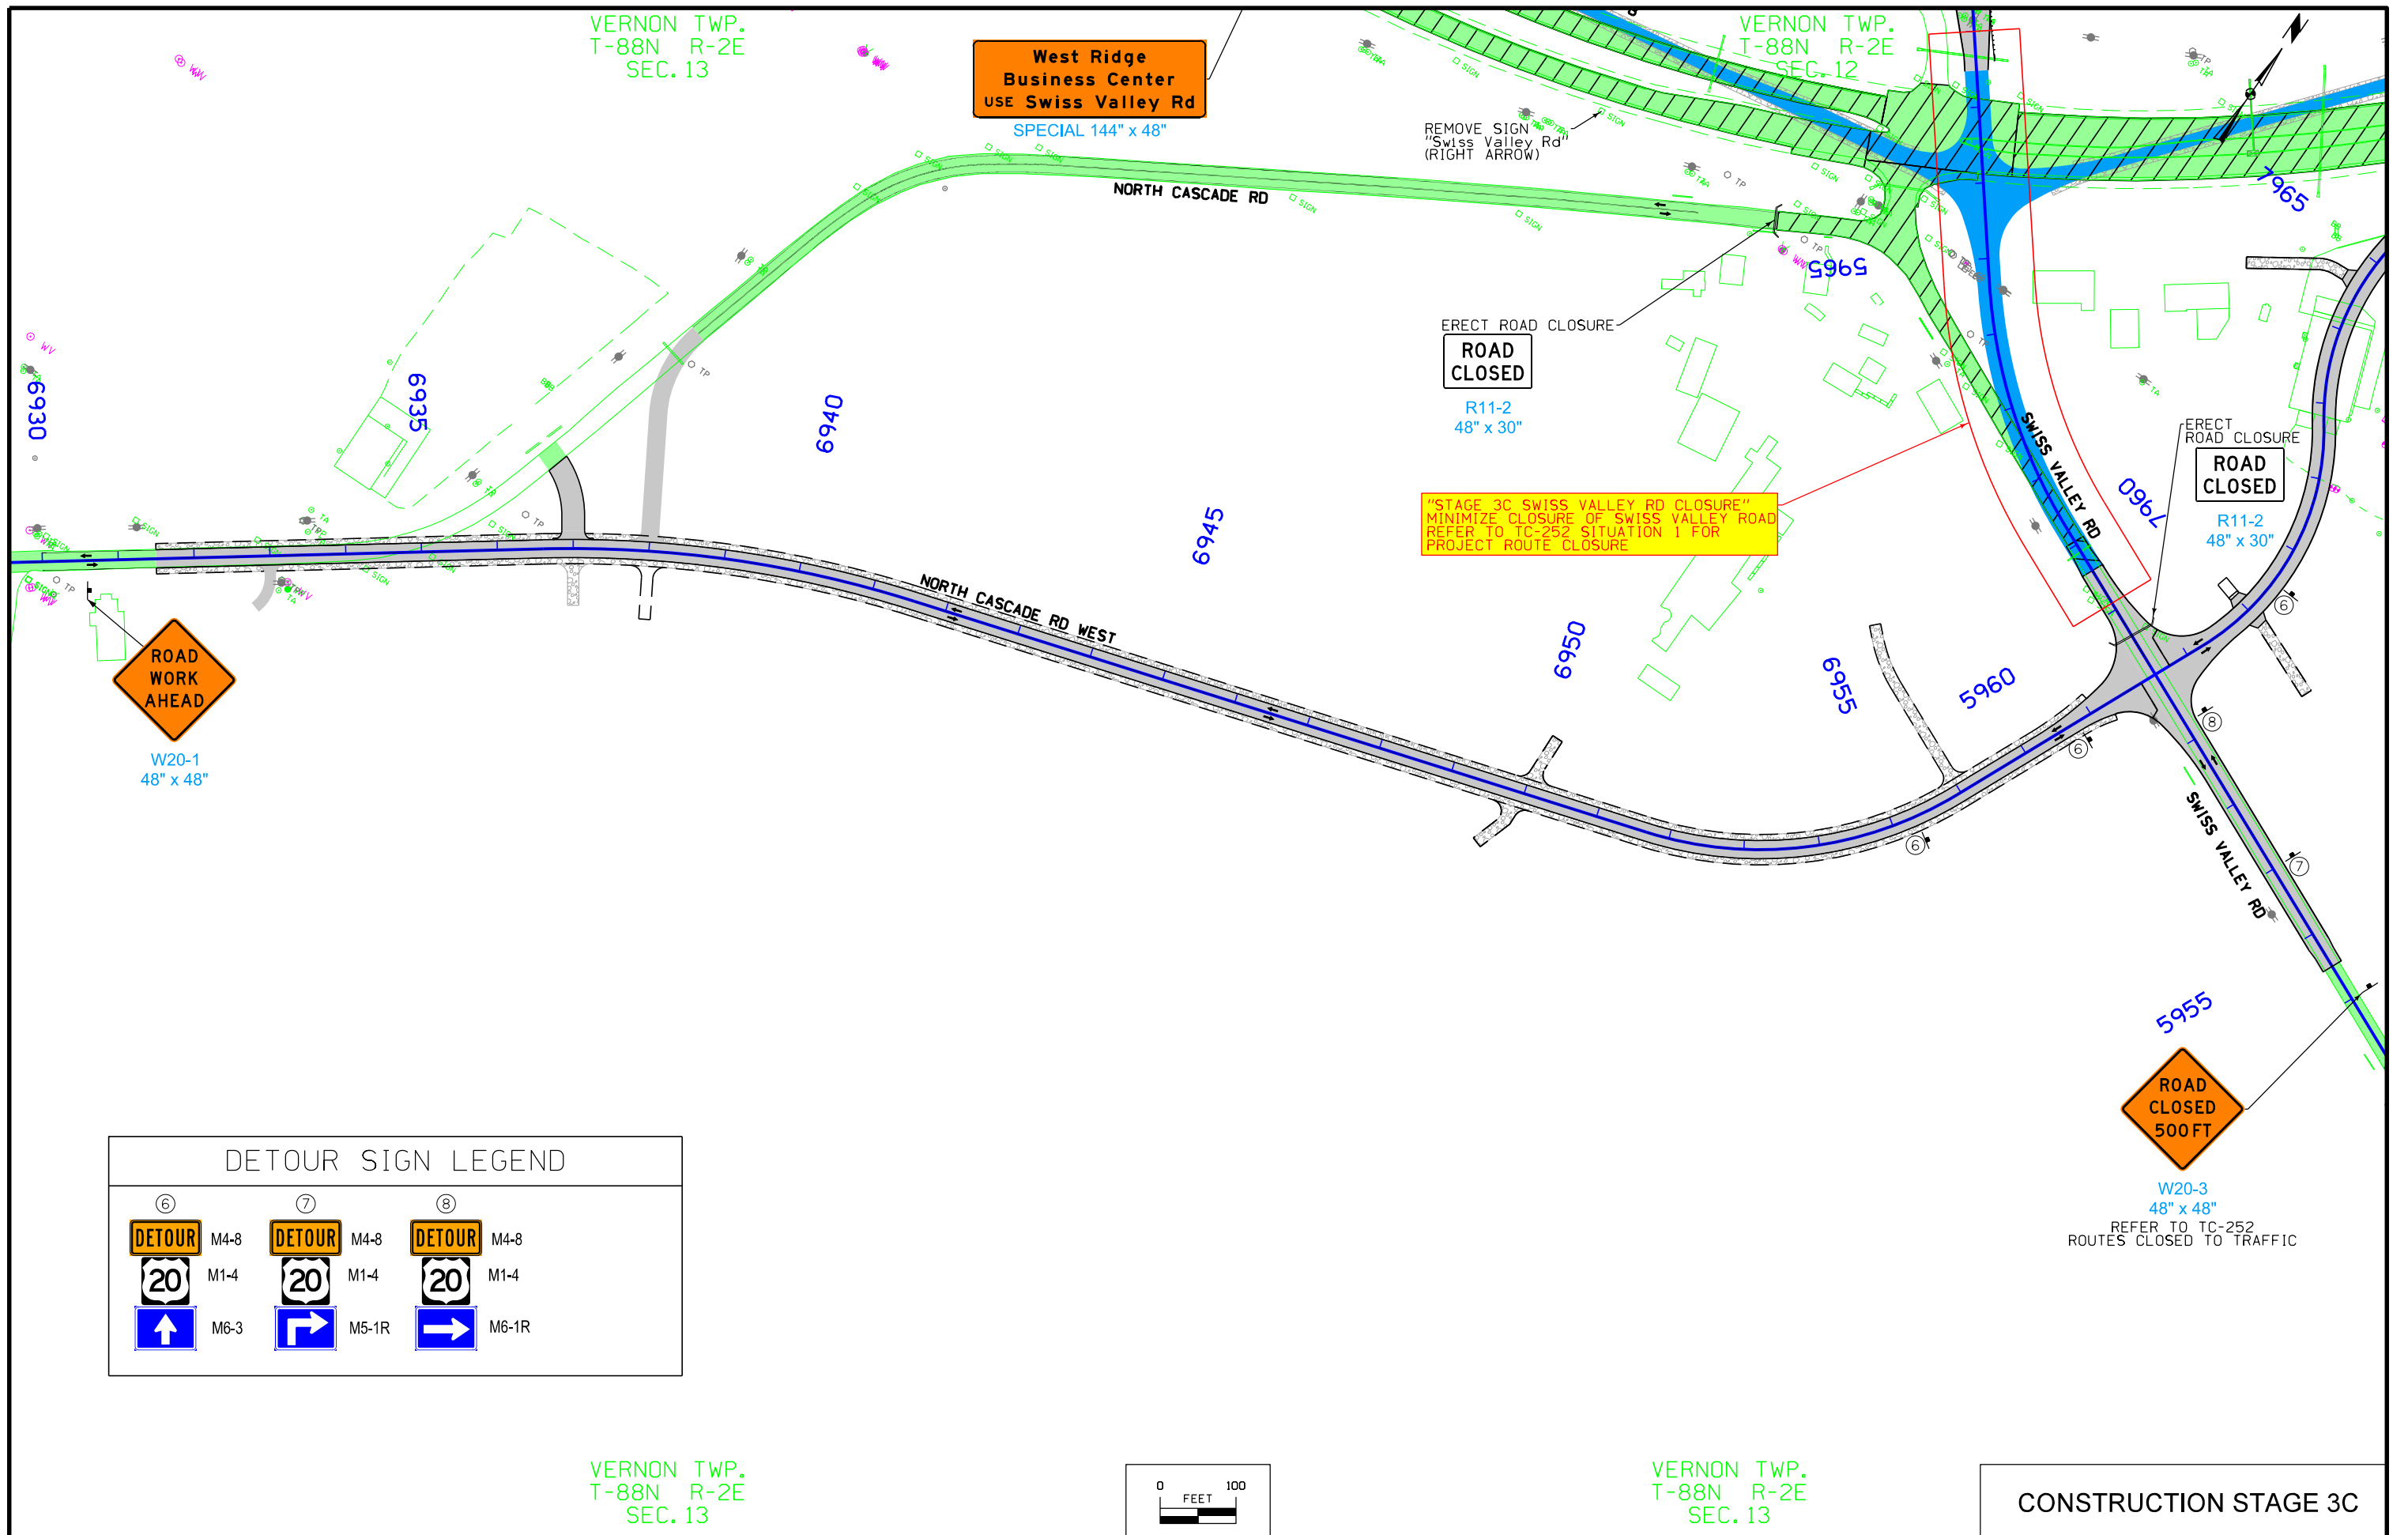 VERNON TWP.
T-88N R-2E
SEC. 13
West Ridge
Business Center
USE Swiss Valley Rd
SPECIAL 144" x 48"
VERNON TWP.
T-88N R-2E
SEC. 12
REMOVE SIGN
"Swiss Valley Rd"
(RIGHT ARROW)
NORTH CASCADE RD
7965
5965
ERECT ROAD CLOSURE
ROAD
CLOSED
R11-2
48" x 30"
6930
6935
6940
6945
6950
6955
5960
7960
5955
SWISS VALLEY RD
ERECT
ROAD CLOSURE
ROAD
CLOSED
R11-2
48" x 30"
"STAGE 3C SWISS VALLEY RD CLOSURE"
MINIMIZE CLOSURE OF SWISS VALLEY ROAD
REFER TO TC-252 SITUATION 1 FOR
PROJECT ROUTE CLOSURE
NORTH CASCADE RD WEST
ROAD
WORK
AHEAD
W20-1
48" x 48"
6
6
6
8
7
SWISS VALLEY RD
ROAD
CLOSED
500 FT
W20-3
48" x 48"
REFER TO TC-252
ROUTES CLOSED TO TRAFFIC
DETOUR SIGN LEGEND
6 7 8
DETOUR M4-8 DETOUR M4-8 DETOUR M4-8
20 M1-4 20 M1-4 20 M1-4
M6-3 M5-1R M6-1R
VERNON TWP.
T-88N R-2E
SEC. 13
0 100
FEET
VERNON TWP.
T-88N R-2E
SEC. 13
CONSTRUCTION STAGE 3C